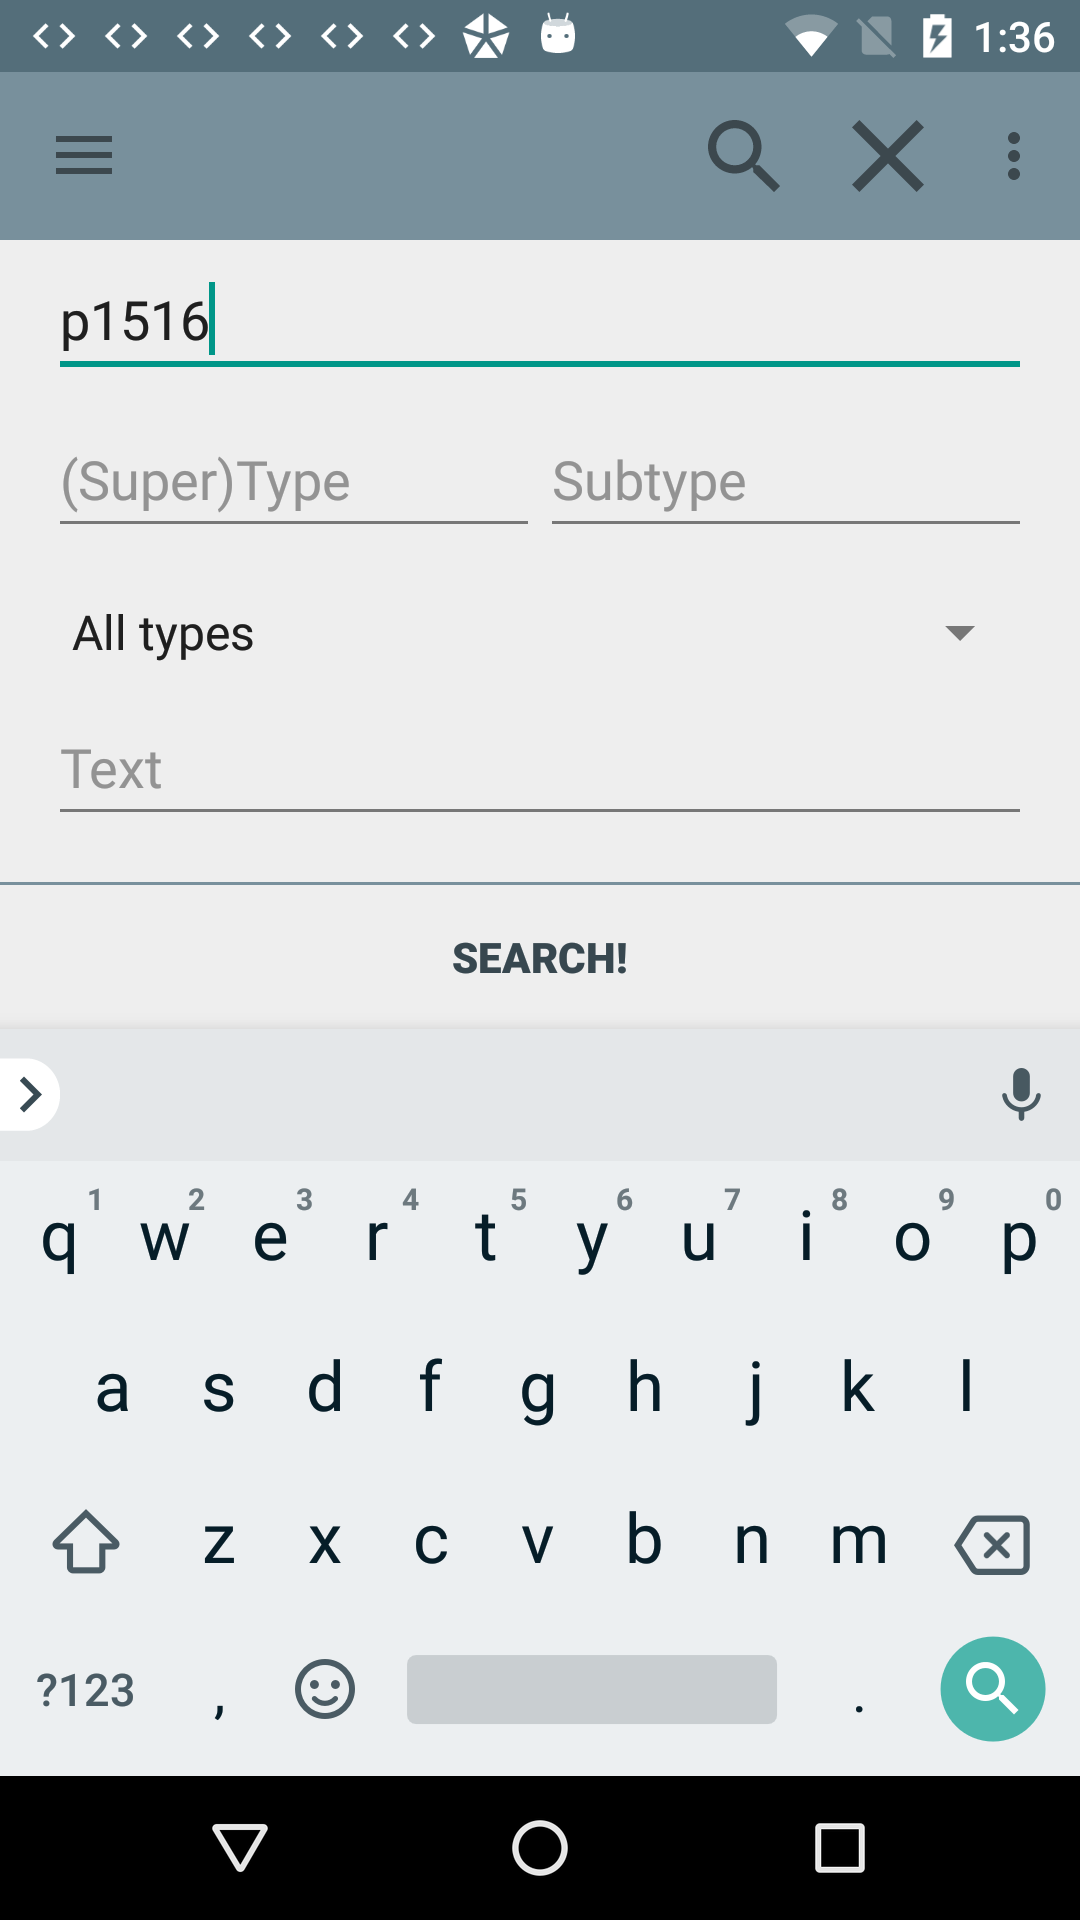 1:36
p1516
(Super)Type Subtype
All types
Text
SEARCH!
1 2 3 4 5 6 7 8 9 0
q w e r t y u i o p
a s d f g h j k l
z x c v b n m
?123 , .